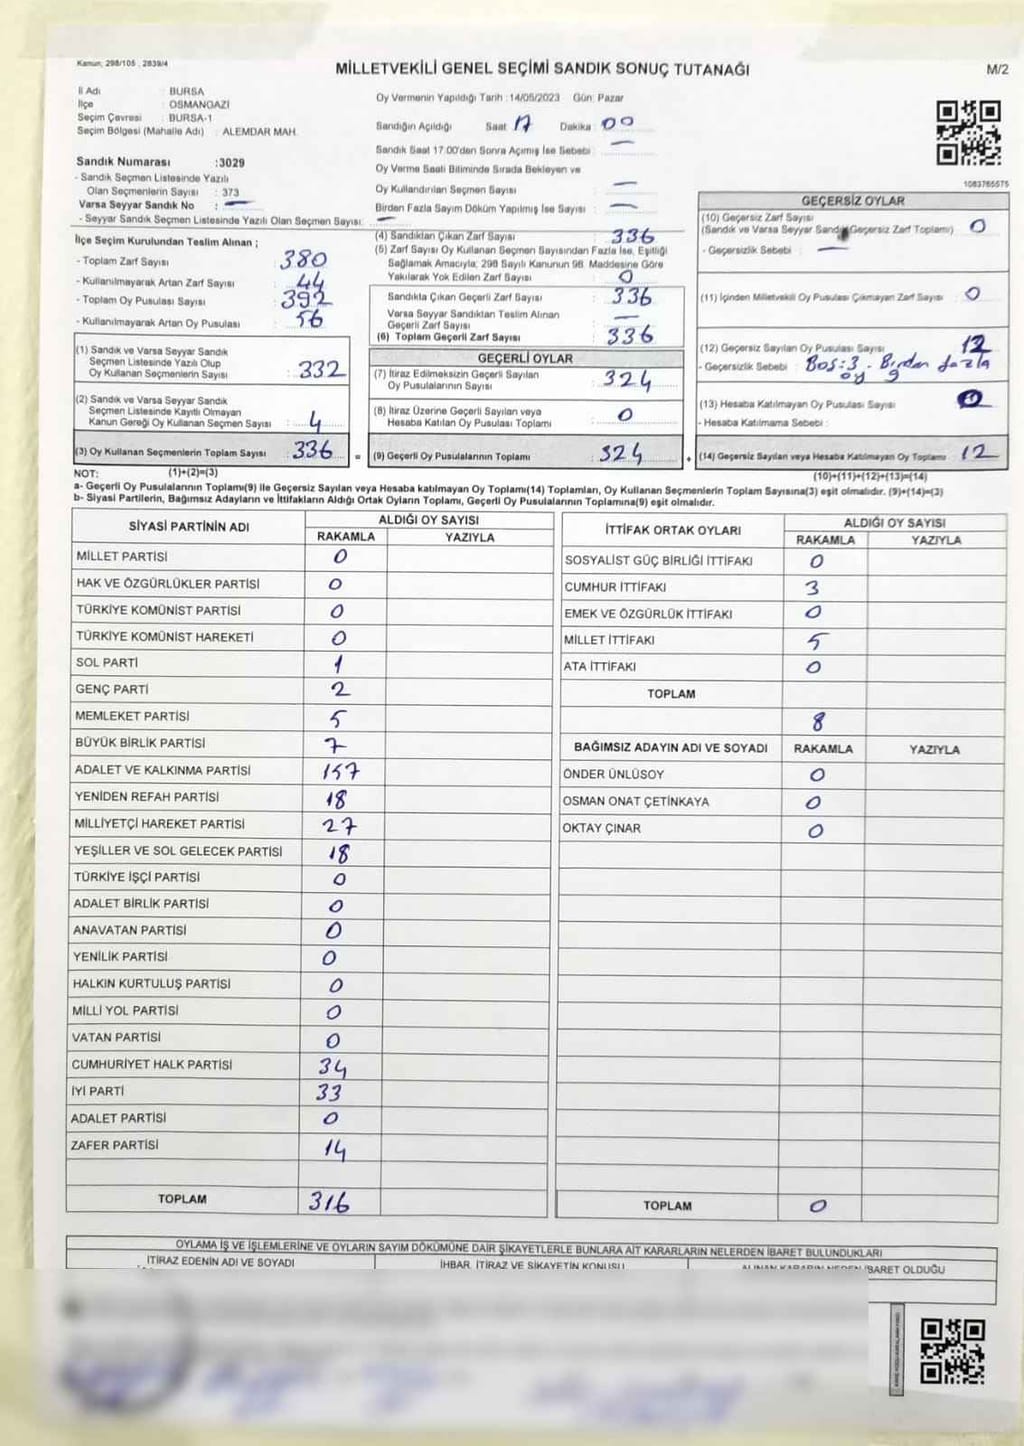 Kanun; 298/105 , 2839/4
MİLLETVEKİLİ GENEL SEÇİMİ SANDIK SONUÇ TUTANAĞI
M/2
İl Adı : BURSA
İlçe : OSMANGAZİ
Seçim Çevresi : BURSA-1
Seçim Bölgesi (Mahalle Adı) : ALEMDAR MAH.
Sandık Numarası :3029
- Sandık Seçmen Listesinde Yazılı
Olan Seçmenlerin Sayısı : 373
Varsa Seyyar Sandık No : —
- Seyyar Sandık Seçmen Listesinde Yazılı Olan Seçmen Sayısı: —
Oy Vermenin Yapıldığı Tarih :14/05/2023 Gün: Pazar
Sandığın Açıldığı Saat 17 Dakika : 00
Sandık Saat 17:00'den Sonra Açımış İse Sebebi : —
Oy Verme Saati Bitiminde Sırada Bekleyen ve
Oy Kullandırılan Seçmen Sayısı : —
Birden Fazla Sayım Döküm Yapılmış İse Sayısı : —
1083765575
İlçe Seçim Kurulundan Teslim Alınan ;
- Toplam Zarf Sayısı : 380
- Kullanılmayarak Artan Zarf Sayısı : 44
- Toplam Oy Pusulası Sayısı : 392
- Kullanılmayarak Artan Oy Pusulası : 56
(1) Sandık ve Varsa Seyyar Sandık
Seçmen Listesinde Yazılı Olup
Oy Kullanan Seçmenlerin Sayısı : 332
(2) Sandık ve Varsa Seyyar Sandık
Seçmen Listesinde Kayıtlı Olmayan
Kanun Gereği Oy Kullanan Seçmen Sayısı : 4
(3) Oy Kullanan Seçmenlerin Toplam Sayısı : 336 =
(4) Sandıktan Çıkan Zarf Sayısı : 336
(5) Zarf Sayısı Oy Kullanan Seçmen Sayısından Fazla İse, Eşitliği
Sağlamak Amacıyla; 298 Sayılı Kanunun 98. Maddesine Göre
Yakılarak Yok Edilen Zarf Sayısı : 0
Sandıkta Çıkan Geçerli Zarf Sayısı : 336
Varsa Seyyar Sandıktan Teslim Alınan
Geçerli Zarf Sayısı : —
(6) Toplam Geçerli Zarf Sayısı : 336
GEÇERLİ OYLAR
(7) İtiraz Edilmeksizin Geçerli Sayılan
Oy Pusulalarının Sayısı : 324
(8) İtiraz Üzerine Geçerli Sayılan veya
Hesaba Katılan Oy Pusulası Toplamı : 0
(9) Geçerli Oy Pusulalarının Toplamı : 324 +
GEÇERSİZ OYLAR
(10) Geçersiz Zarf Sayısı
(Sandık ve Varsa Seyyar Sandık Geçersiz Zarf Toplamı) : 0
- Geçersizlik Sebebi : —
(11) İçinden Milletvekili Oy Pusulası Çıkmayan Zarf Sayısı : 0
(12) Geçersiz Sayılan Oy Pusulası Sayısı : 12
- Geçersizlik Sebebi : Boş:3 - Birden fazla
oy 9
(13) Hesaba Katılmayan Oy Pusulası Sayısı : 0
- Hesaba Katılmama Sebebi :
(14) Geçersiz Sayılan veya Hesaba Katılmayan Oy Toplamı : 12
NOT: (1)+(2)=(3)
(10)+(11)+(12)+(13)=(14)
a- Geçerli Oy Pusulalarının Toplamı(9) ile Geçersiz Sayılan veya Hesaba katılmayan Oy Toplamı(14) Toplamları, Oy Kullanan Seçmenlerin Toplam Sayısına(3) eşit olmalıdır. (9)+(14)=(3)
b- Siyasi Partilerin, Bağımsız Adayların ve İttifakların Aldığı Ortak Oyların Toplamı, Geçerli Oy Pusulalarının Toplamına(9) eşit olmalıdır.
SİYASİ PARTİNİN ADI ALDIĞI OY SAYISI
RAKAMLA YAZIYLA
MİLLET PARTİSİ 0
HAK VE ÖZGÜRLÜKLER PARTİSİ 0
TÜRKİYE KOMÜNİST PARTİSİ 0
TÜRKİYE KOMÜNİST HAREKETİ 0
SOL PARTİ 1
GENÇ PARTİ 2
MEMLEKET PARTİSİ 5
BÜYÜK BİRLİK PARTİSİ 7
ADALET VE KALKINMA PARTİSİ 157
YENİDEN REFAH PARTİSİ 18
MİLLİYETÇİ HAREKET PARTİSİ 27
YEŞİLLER VE SOL GELECEK PARTİSİ 18
TÜRKİYE İŞÇİ PARTİSİ 0
ADALET BİRLİK PARTİSİ 0
ANAVATAN PARTİSİ 0
YENİLİK PARTİSİ 0
HALKIN KURTULUŞ PARTİSİ 0
MİLLİ YOL PARTİSİ 0
VATAN PARTİSİ 0
CUMHURİYET HALK PARTİSİ 34
İYİ PARTİ 33
ADALET PARTİSİ 0
ZAFER PARTİSİ 14
TOPLAM 316
İTTİFAK ORTAK OYLARI ALDIĞI OY SAYISI
RAKAMLA YAZIYLA
SOSYALİST GÜÇ BİRLİĞİ İTTİFAKI 0
CUMHUR İTTİFAKI 3
EMEK VE ÖZGÜRLÜK İTTİFAKI 0
MİLLET İTTİFAKI 5
ATA İTTİFAKI 0
TOPLAM
8
BAĞIMSIZ ADAYIN ADI VE SOYADI RAKAMLA YAZIYLA
ÖNDER ÜNLÜSOY 0
OSMAN ONAT ÇETİNKAYA 0
OKTAY ÇINAR 0
TOPLAM 0
OYLAMA İŞ VE İŞLEMLERİNE VE OYLARIN SAYIM DÖKÜMÜNE DAİR ŞİKAYETLERLE BUNLARA AİT KARARLARIN NELERDEN İBARET BULUNDUKLARI
İTİRAZ EDENİN ADI VE SOYADI İHBAR, İTİRAZ VE ŞİKAYETİN KONUSU ALINAN KARARIN NEDEN İBARET OLDUĞU